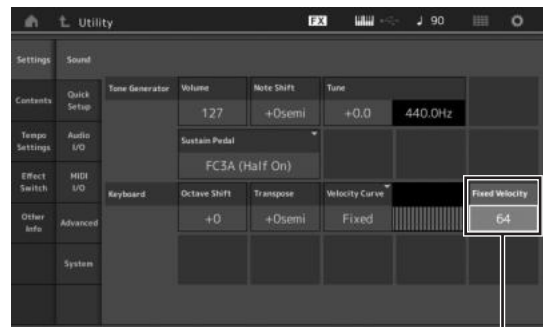 Utility
FX
♩ 90
Settings
Sound
Tone Generator
Volume
Note Shift
Tune
127
+0semi
+0.0
440.0Hz
Contents
Quick
Setup
Tempo
Settings
Audio
I/O
Sustain Pedal
FC3A (Half On)
Effect
Switch
MIDI
I/O
Keyboard
Octave Shift
Transpose
Velocity Curve
Fixed Velocity
+0
+0semi
Fixed
64
Other
Info
Advanced
System